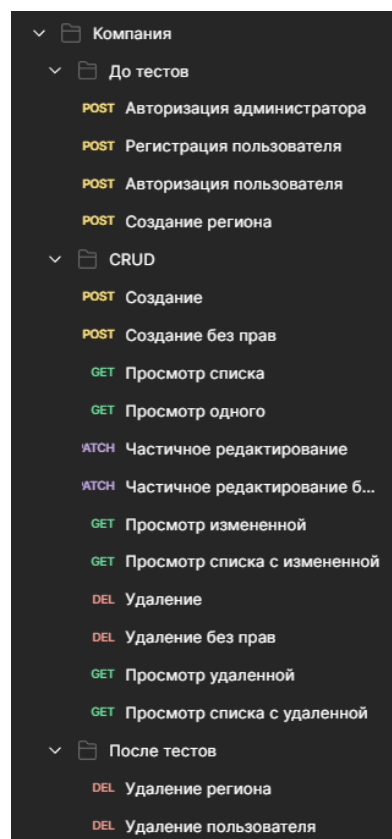 Компания
До тестов
POST Авторизация администратора
POST Регистрация пользователя
POST Авторизация пользователя
POST Создание региона
CRUD
POST Создание
POST Создание без прав
GET Просмотр списка
GET Просмотр одного
ATCH Частичное редактирование
ATCH Частичное редактирование б...
GET Просмотр измененной
GET Просмотр списка с измененной
DEL Удаление
DEL Удаление без прав
GET Просмотр удаленной
GET Просмотр списка с удаленной
После тестов
DEL Удаление региона
DEL Удаление пользователя